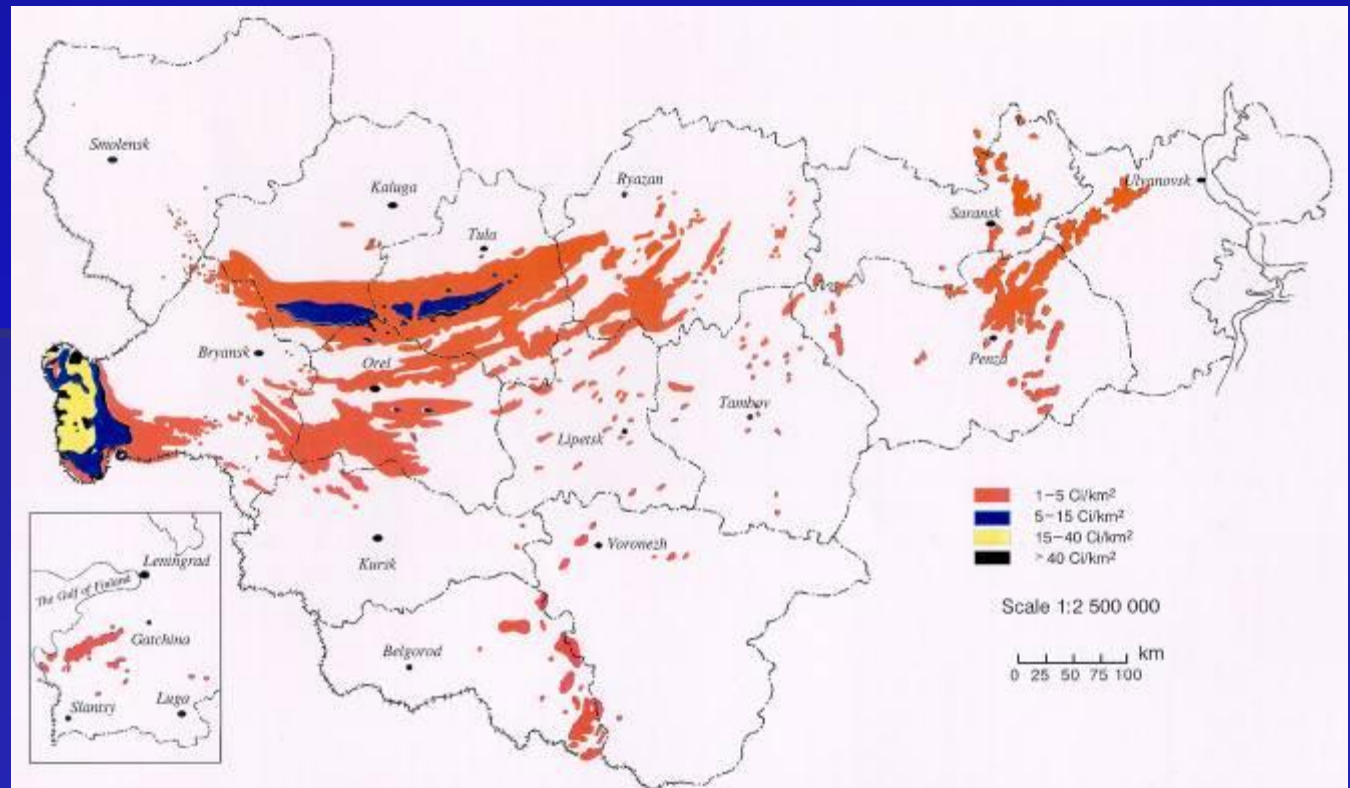 Smolensk
Kaluga
Ryazan
Tula
Saransk
Ulyanovsk
Bryansk
Orel
Penza
Tambov
Lipetsk
1–5 Ci/km²
5–15 Ci/km²
15–40 Ci/km²
> 40 Ci/km²
Kursk
Voronezh
Scale 1:2 500 000
km
0 25 50 75 100
Belgorod
Leningrad
The Gulf of Finland
Gatchina
Luga
Slantsy